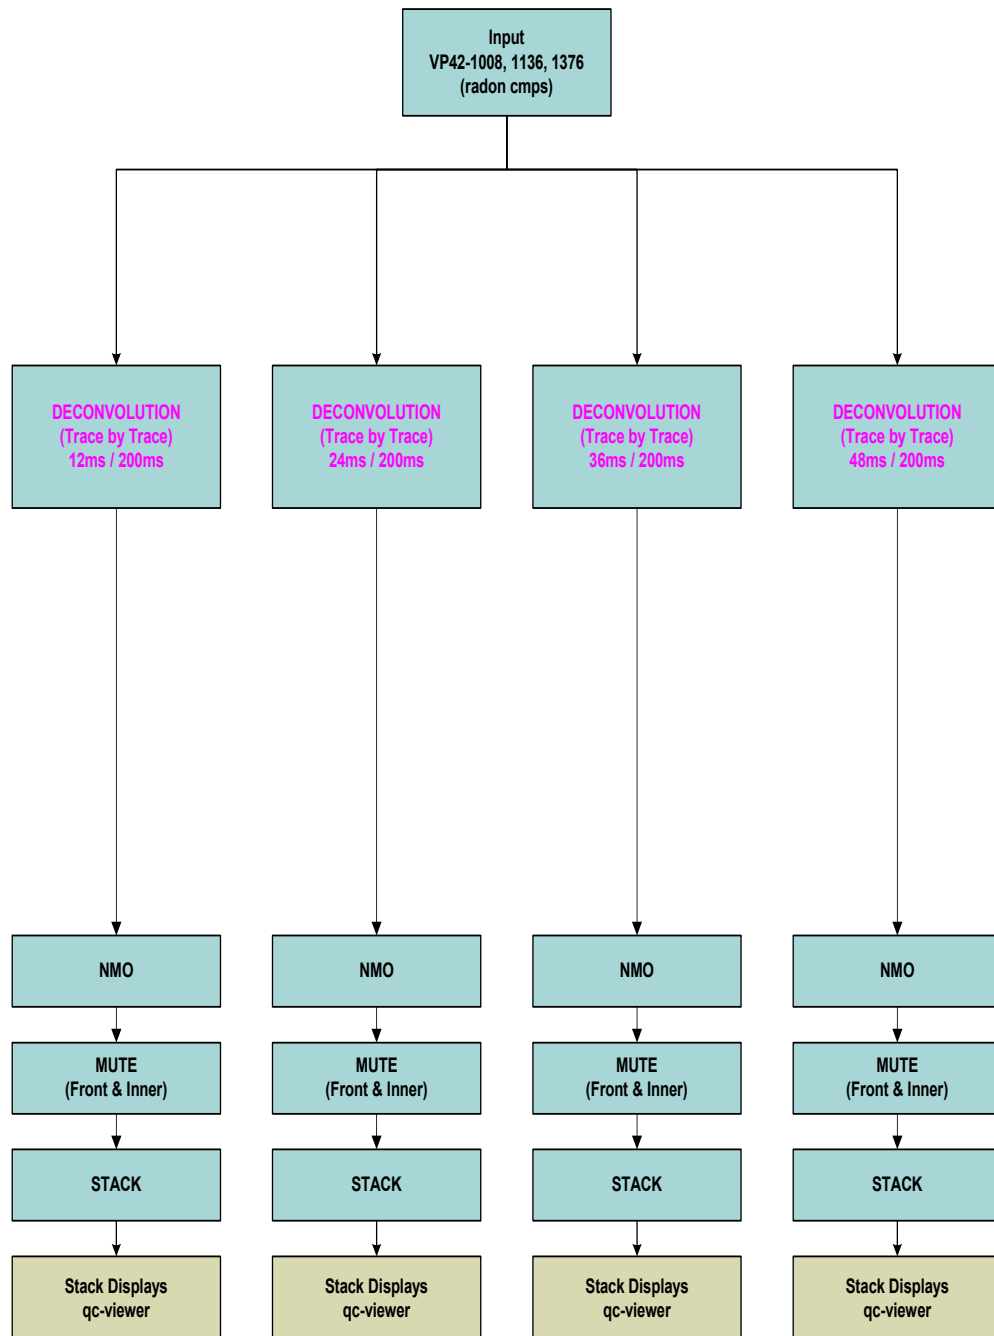 Input
VP42-1008, 1136, 1376
(radon cmps)
DECONVOLUTION
(Trace by Trace)
12ms / 200ms
DECONVOLUTION
(Trace by Trace)
24ms / 200ms
DECONVOLUTION
(Trace by Trace)
36ms / 200ms
DECONVOLUTION
(Trace by Trace)
48ms / 200ms
NMO
NMO
NMO
NMO
MUTE
(Front & Inner)
MUTE
(Front & Inner)
MUTE
(Front & Inner)
MUTE
(Front & Inner)
STACK
STACK
STACK
STACK
Stack Displays
qc-viewer
Stack Displays
qc-viewer
Stack Displays
qc-viewer
Stack Displays
qc-viewer